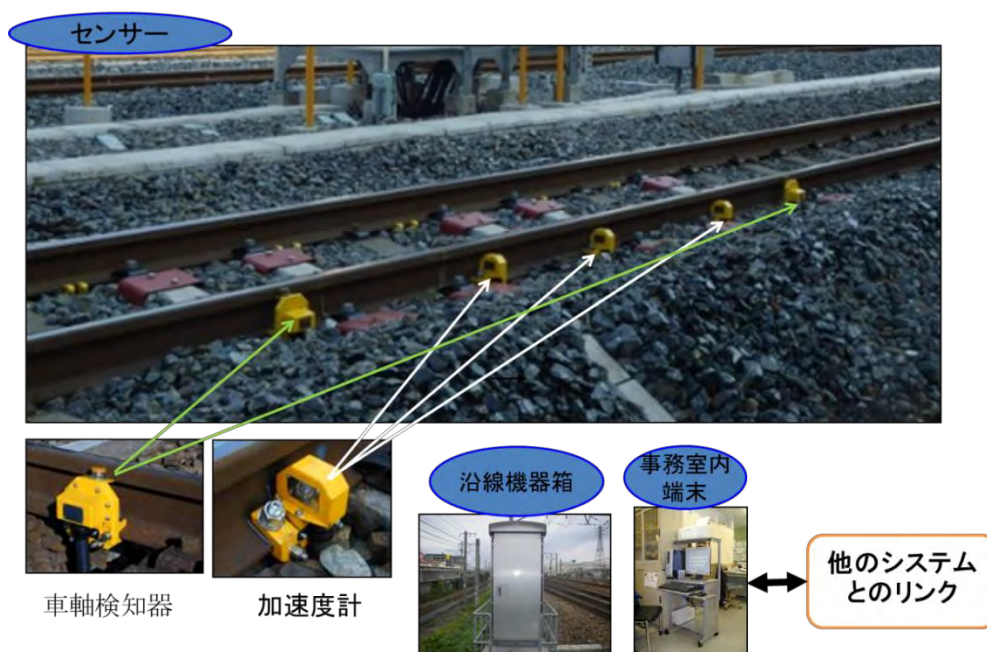 センサー
車軸検知器
加速度計
沿線機器箱
事務室内
端末
他のシステム
とのリンク